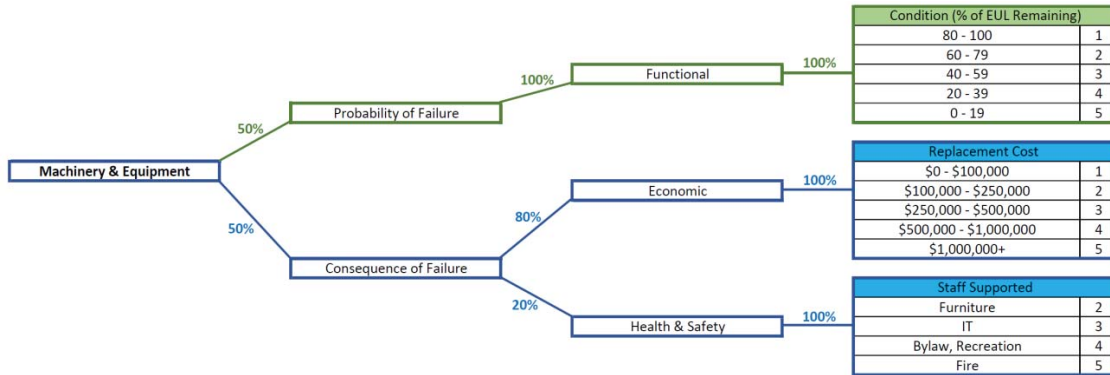 Condition (% of EUL Remaining)
80 - 100 1
60 - 79 2
40 - 59 3
20 - 39 4
0 - 19 5
100%
Functional
100%
Probability of Failure
50%
Machinery & Equipment
50%
Consequence of Failure
80%
Economic
100%
Replacement Cost
$0 - $100,000 1
$100,000 - $250,000 2
$250,000 - $500,000 3
$500,000 - $1,000,000 4
$1,000,000+ 5
20%
Health & Safety
100%
Staff Supported
Furniture 2
IT 3
Bylaw, Recreation 4
Fire 5